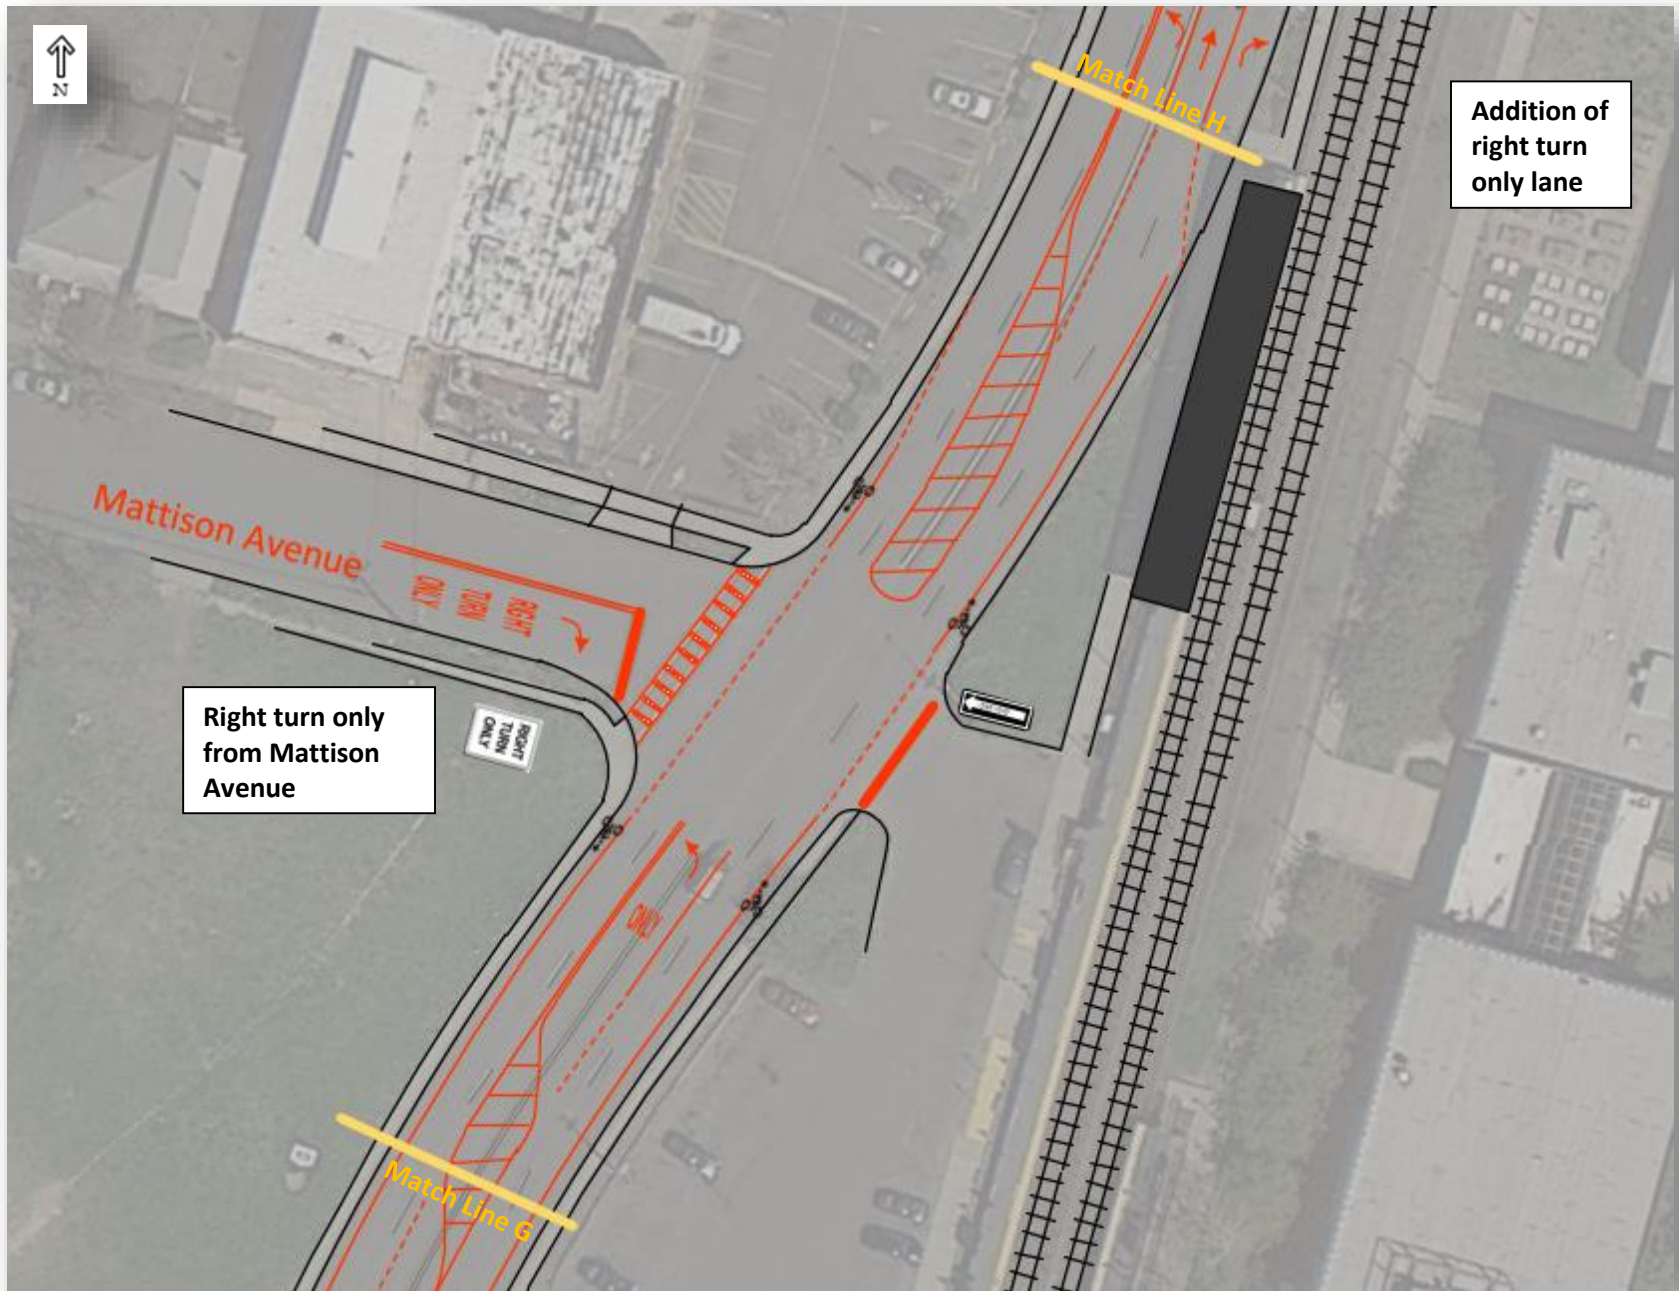 N
Match Line H
Addition of
right turn
only lane
Mattison Avenue
RIGHT
TURN
ONLY
Right turn only
from Mattison
Avenue
RIGHT
TURN
ONLY
ONLY
Match Line G